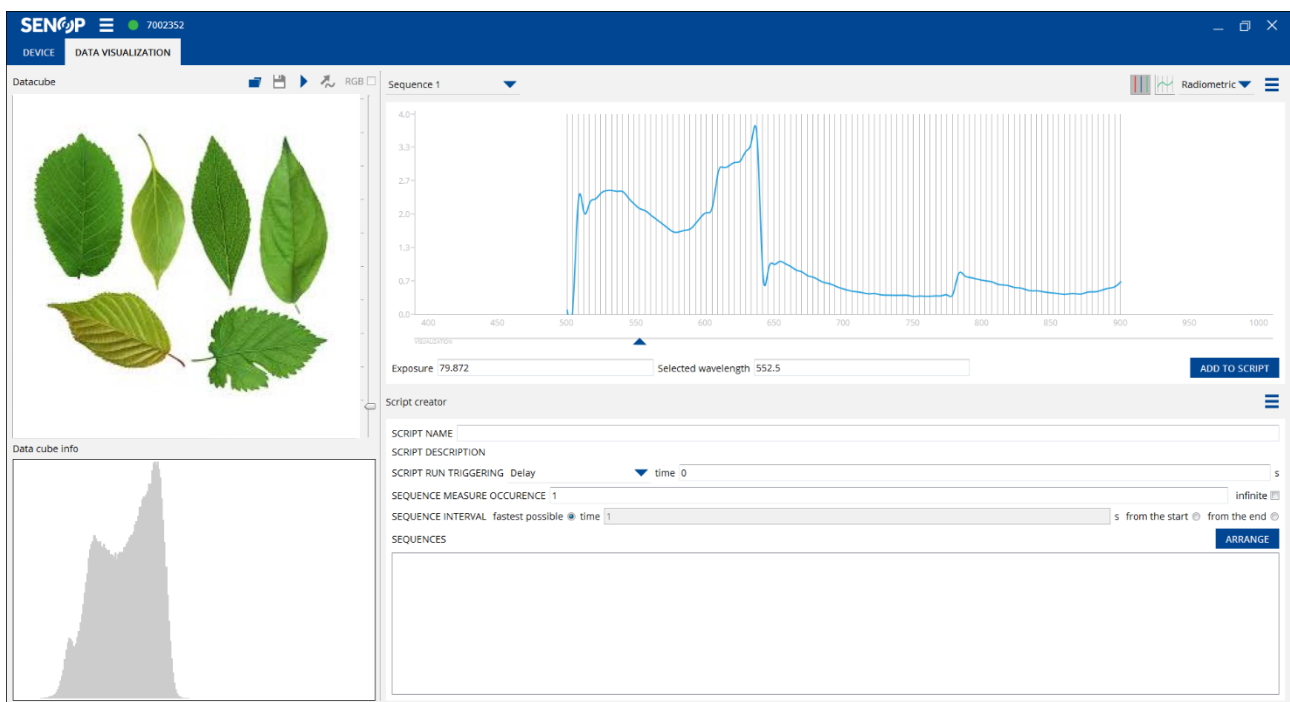 SENOP 7002352
DEVICE DATA VISUALIZATION
Datacube RGB
Sequence 1 Radiometric
4.0
3.3
2.7
2.0
1.3
0.7
0.0
400 450 500 550 600 650 700 750 800 850 900 950 1000
VISUALIZATION
Exposure 79.872 Selected wavelength 552.5 ADD TO SCRIPT
Script creator
SCRIPT NAME
SCRIPT DESCRIPTION
SCRIPT RUN TRIGGERING Delay time 0 s
SEQUENCE MEASURE OCCURENCE 1 infinite
SEQUENCE INTERVAL fastest possible time 1 s from the start from the end
SEQUENCES ARRANGE
Data cube info